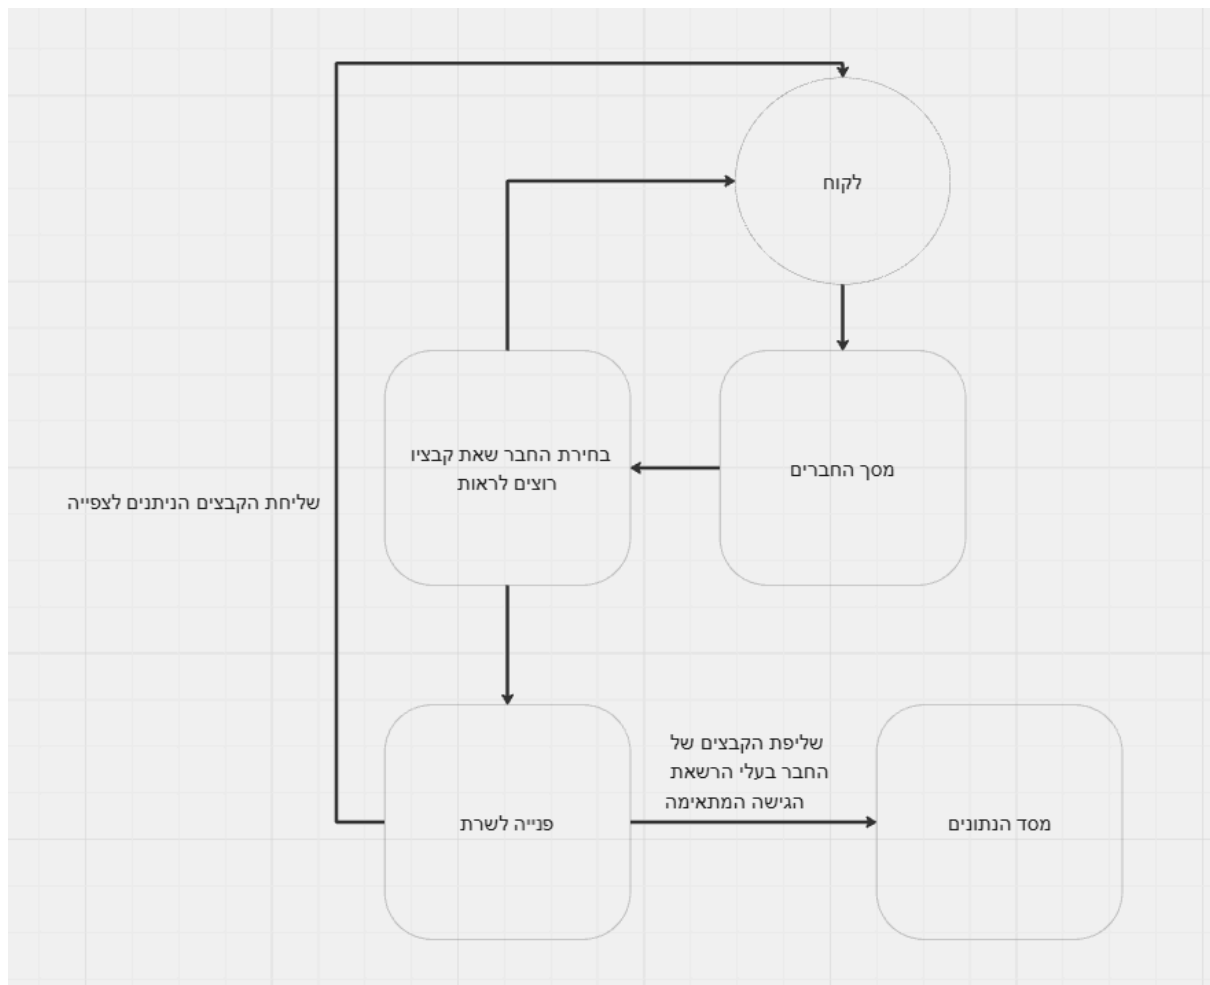 לקוח
מסך החברים
בחירת החבר שאת קבציו
רוצים לראות
שליחת הקבצים הניתנים לצפייה
שליפת הקבצים של
החבר בעלי הרשאת
הגישה המתאימה
פנייה לשרת
מסד הנתונים